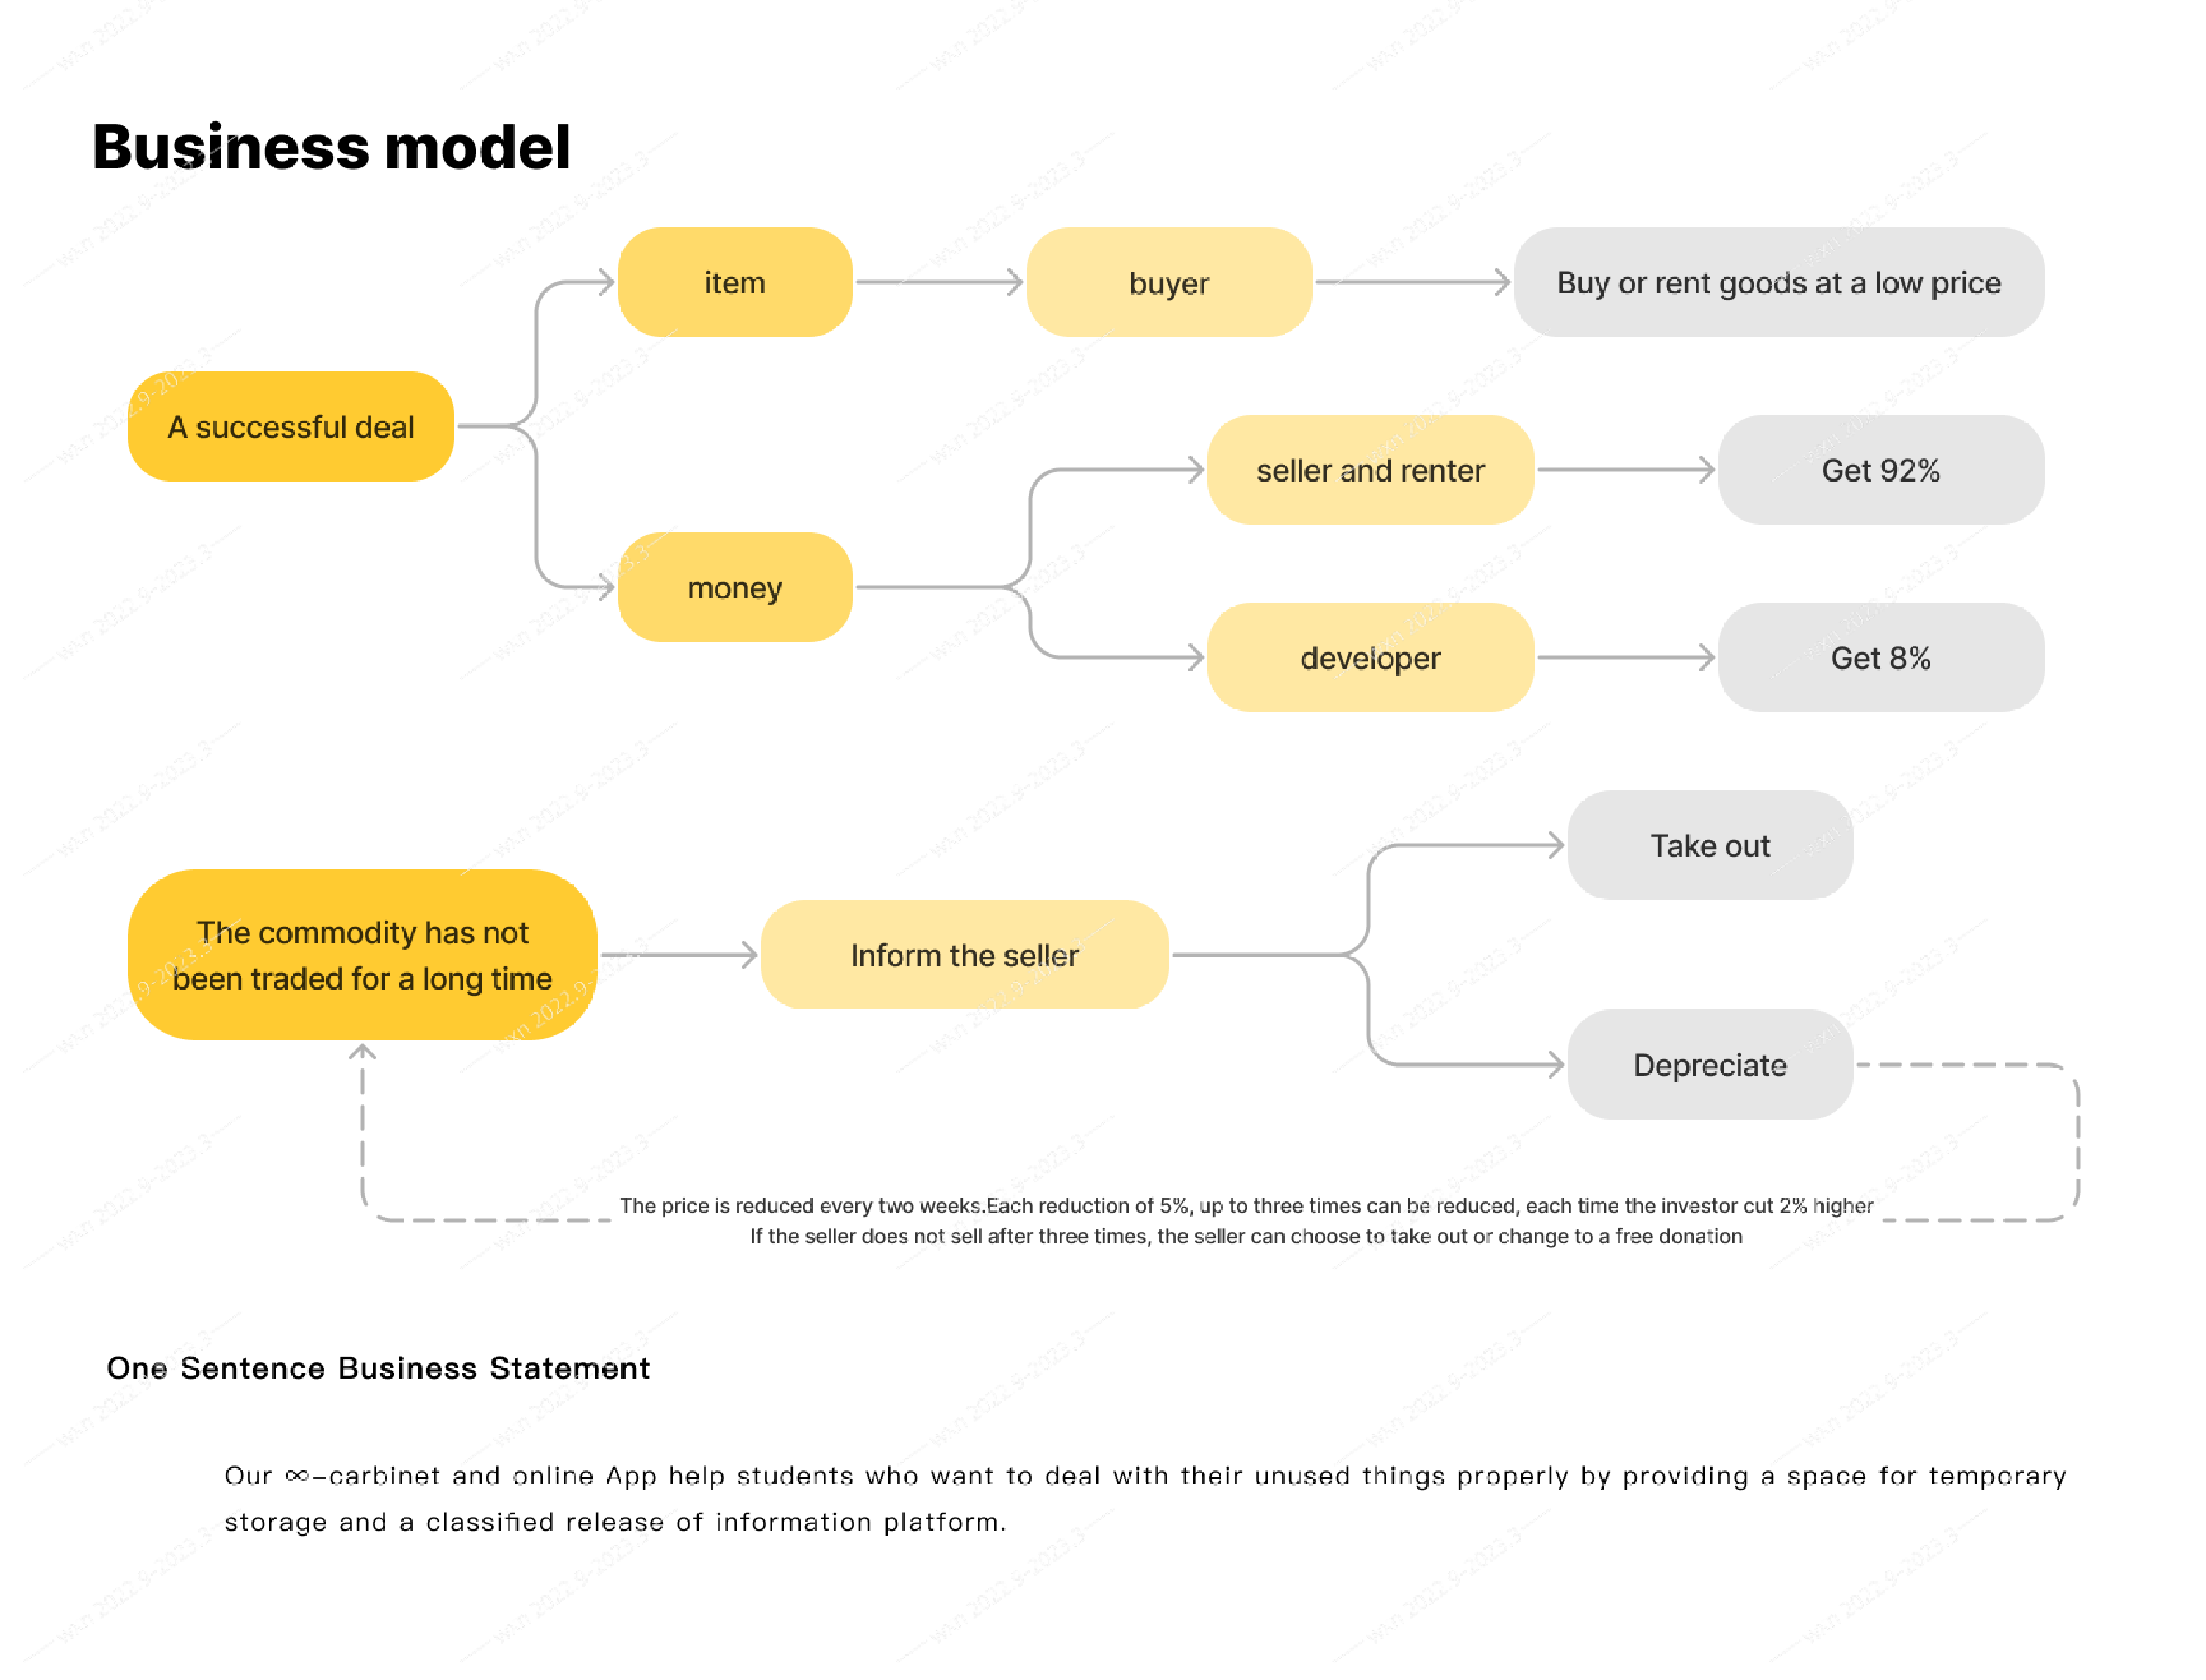 Business model
item
buyer
Buy or rent goods at a low price
A successful deal
seller and renter
Get 92%
money
developer
Get 8%
Take out
The commodity has not
been traded for a long time
Inform the seller
Depreciate
The price is reduced every two weeks.Each reduction of 5%, up to three times can be reduced, each time the investor cut 2% higher
If the seller does not sell after three times, the seller can choose to take out or change to a free donation
One Sentence Business Statement
Our ∞–carbinet and online App help students who want to deal with their unused things properly by providing a space for temporary
storage and a classified release of information platform.